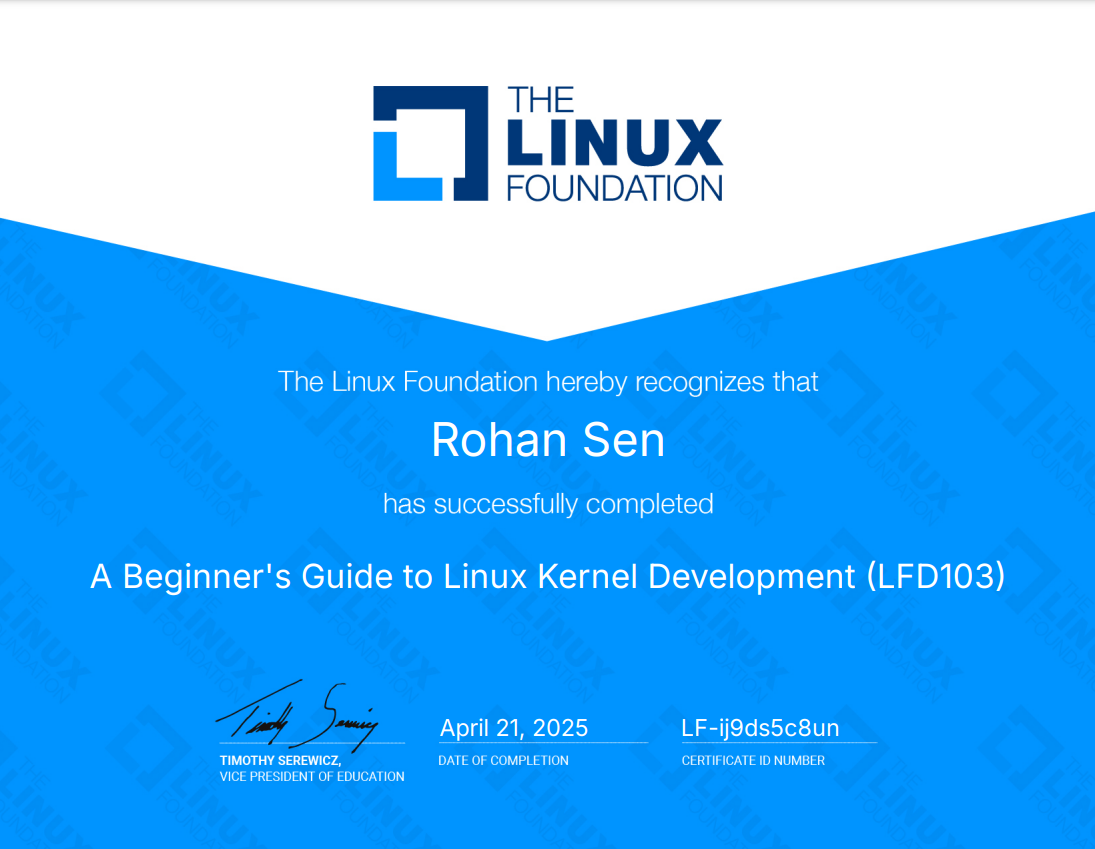 THE
LINUX
FOUNDATION
The Linux Foundation hereby recognizes that
Rohan Sen
has successfully completed
A Beginner's Guide to Linux Kernel Development (LFD103)
Timothy Serewicz
April 21, 2025
LF-ij9ds5c8un
TIMOTHY SEREWICZ,
DATE OF COMPLETION
CERTIFICATE ID NUMBER
VICE PRESIDENT OF EDUCATION